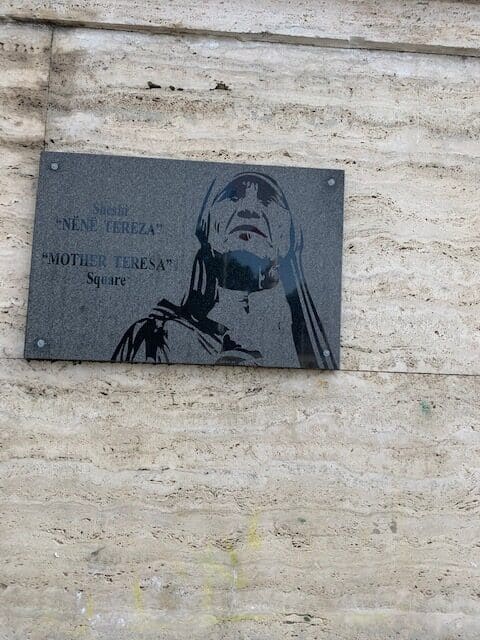 Sheshi
"NËNË TEREZA"
"MOTHER TERESA"
Square